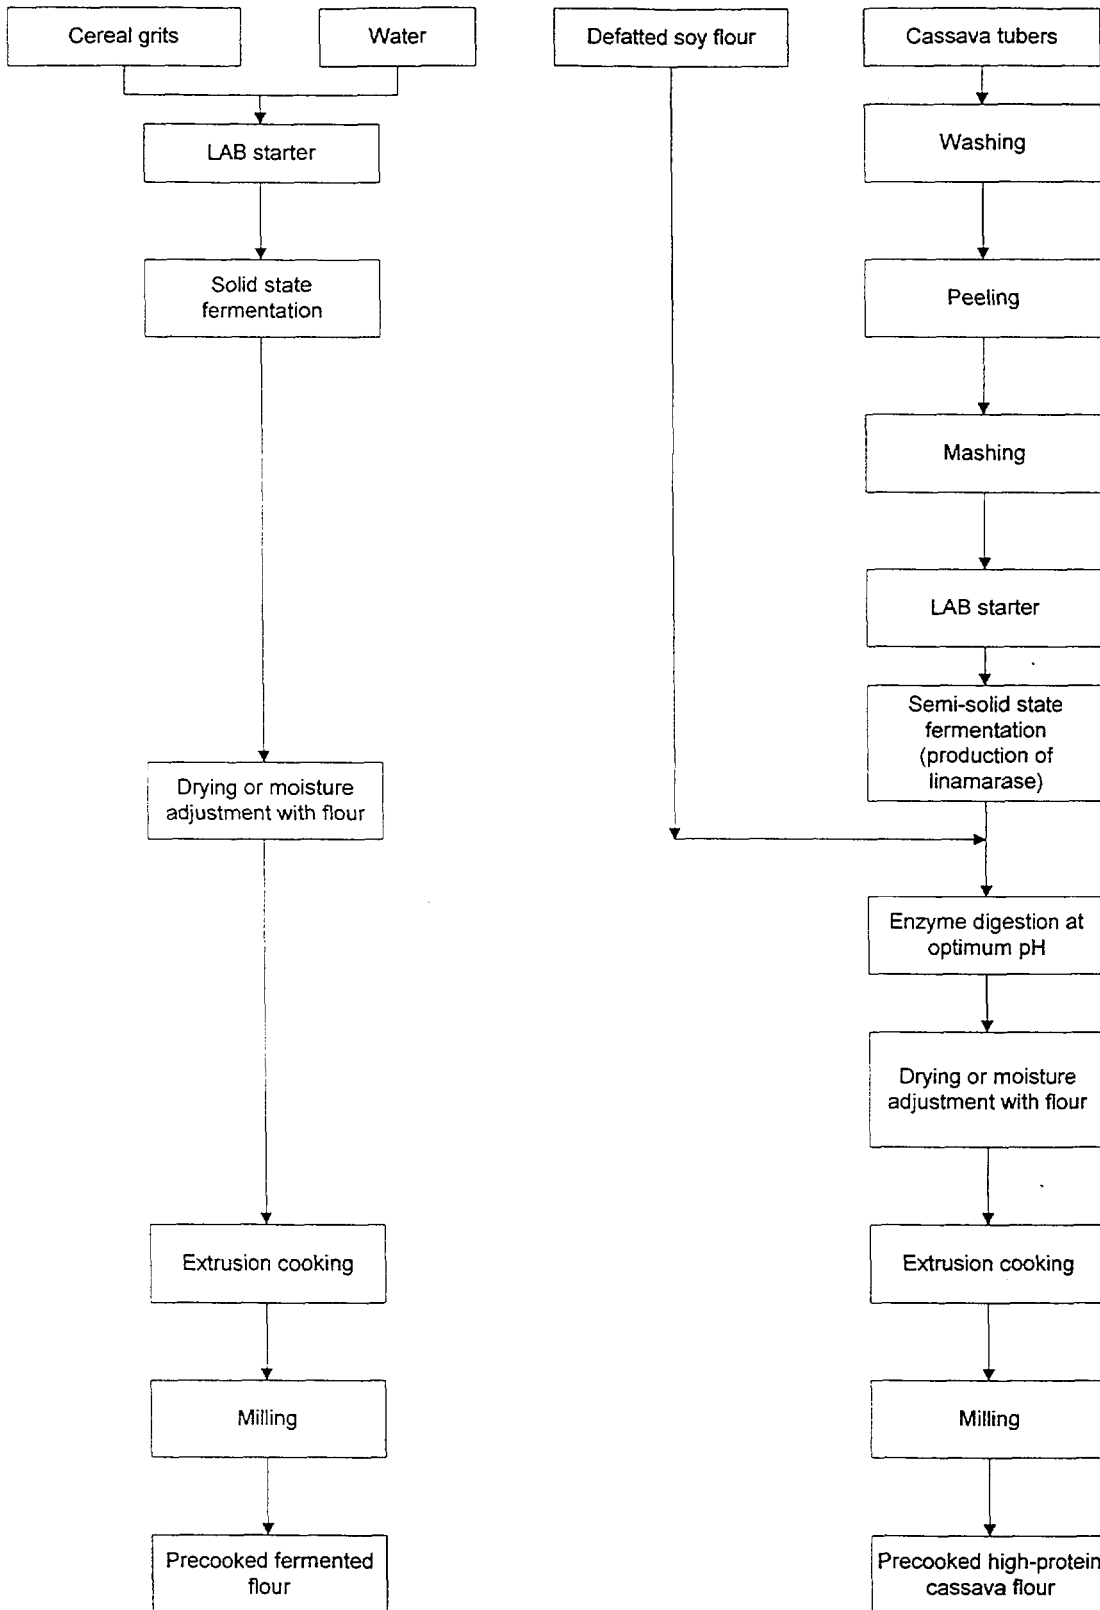 Cereal grits
Water
Defatted soy flour
Cassava tubers
LAB starter
Solid state
fermentation
Drying or moisture
adjustment with flour
Extrusion cooking
Milling
Precooked fermented
flour
Washing
Peeling
Mashing
LAB starter
Semi-solid state
fermentation
(production of
linamarase)
Enzyme digestion at
optimum pH
Drying or moisture
adjustment with flour
Extrusion cooking
Milling
Precooked high-protein
cassava flour